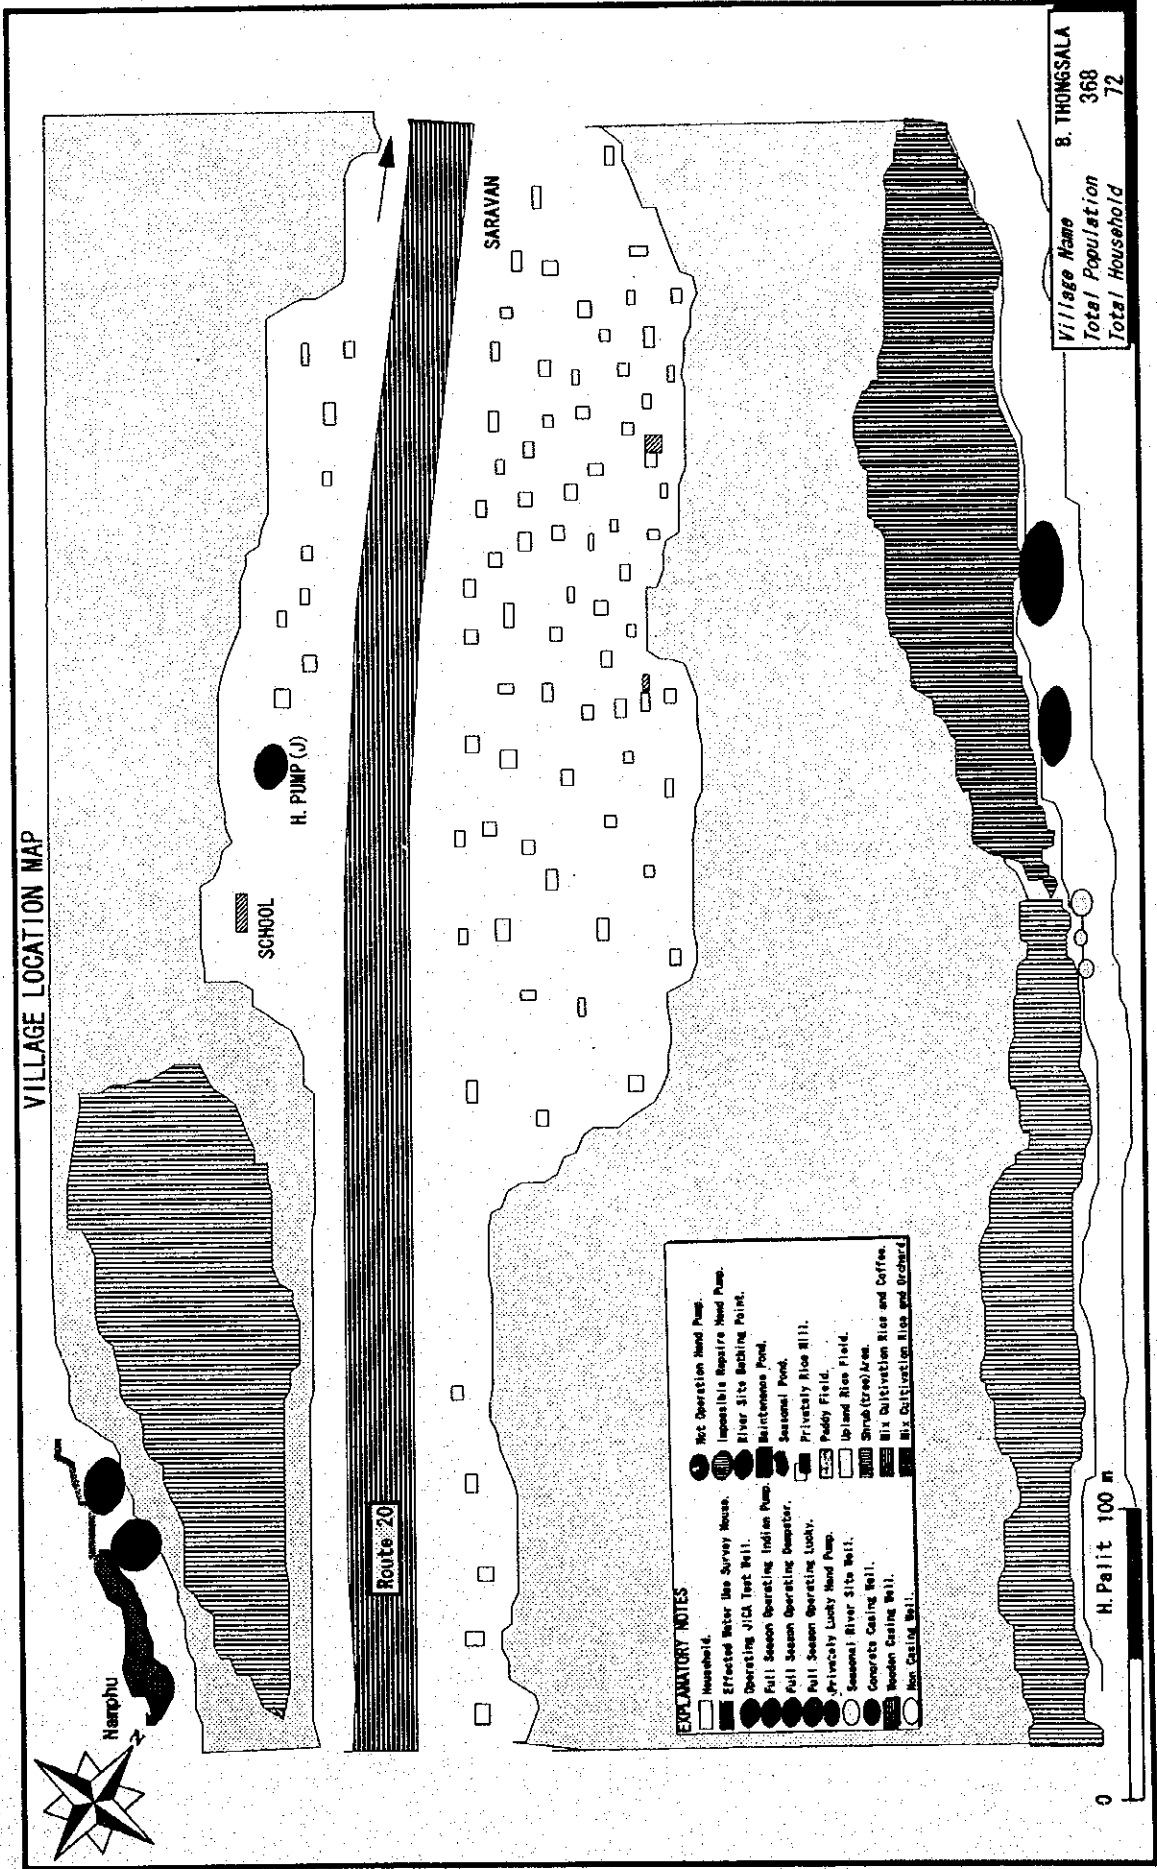 VILLAGE LOCATION MAP
Namphu
Z
SCHOOL
H. PUMP(J)
SARAVAN
Route 20
EXPLANATORY NOTES
Household.
Effected Water Use Survey House.
Operating JICA Test Well.
Full Season Operating Indian Pump.
Full Season Operating Dempster.
Full Season Operating Lucky.
Privately Lucky Hand Pump.
Seasonal River Site Well.
Concrete Casing Well.
Wooden Casing Well.
Non Casing Well.
Not Operation Hand Pump.
Impossible Repaire Hand Pump.
River Site Bathing Point.
Maintenance Pond.
Seasonal Pond.
Privately Rice Mill.
Paddy Field.
Upland Rice Field.
Shrub(tree)Area.
Mix Cultivation Rice and Coffee.
Mix Cultivation Rice and Orchard.
H. Palit
0 100 m
Village Name B. THONGSALA
Total Population 368
Total Household 72